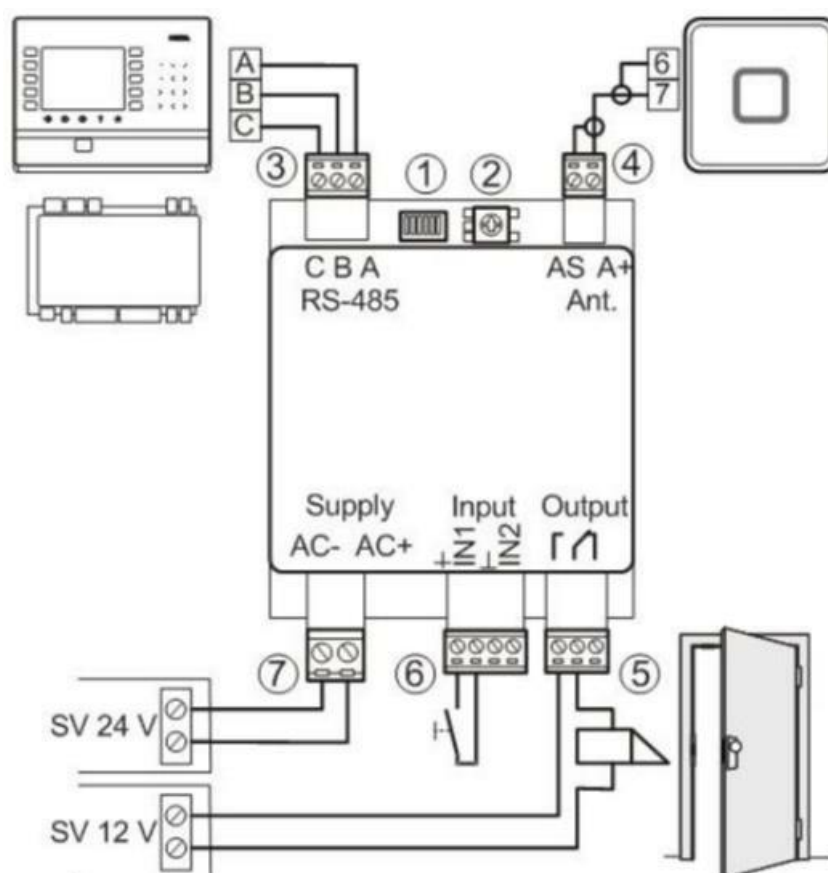 A
B
C
6
7
③
①
②
④
C B A
AS A+
RS-485
Ant.
Supply
Input
Output
AC- AC+
⊥
IN1
⊥
IN2
⑦
⑥
⑤
SV 24 V
SV 12 V